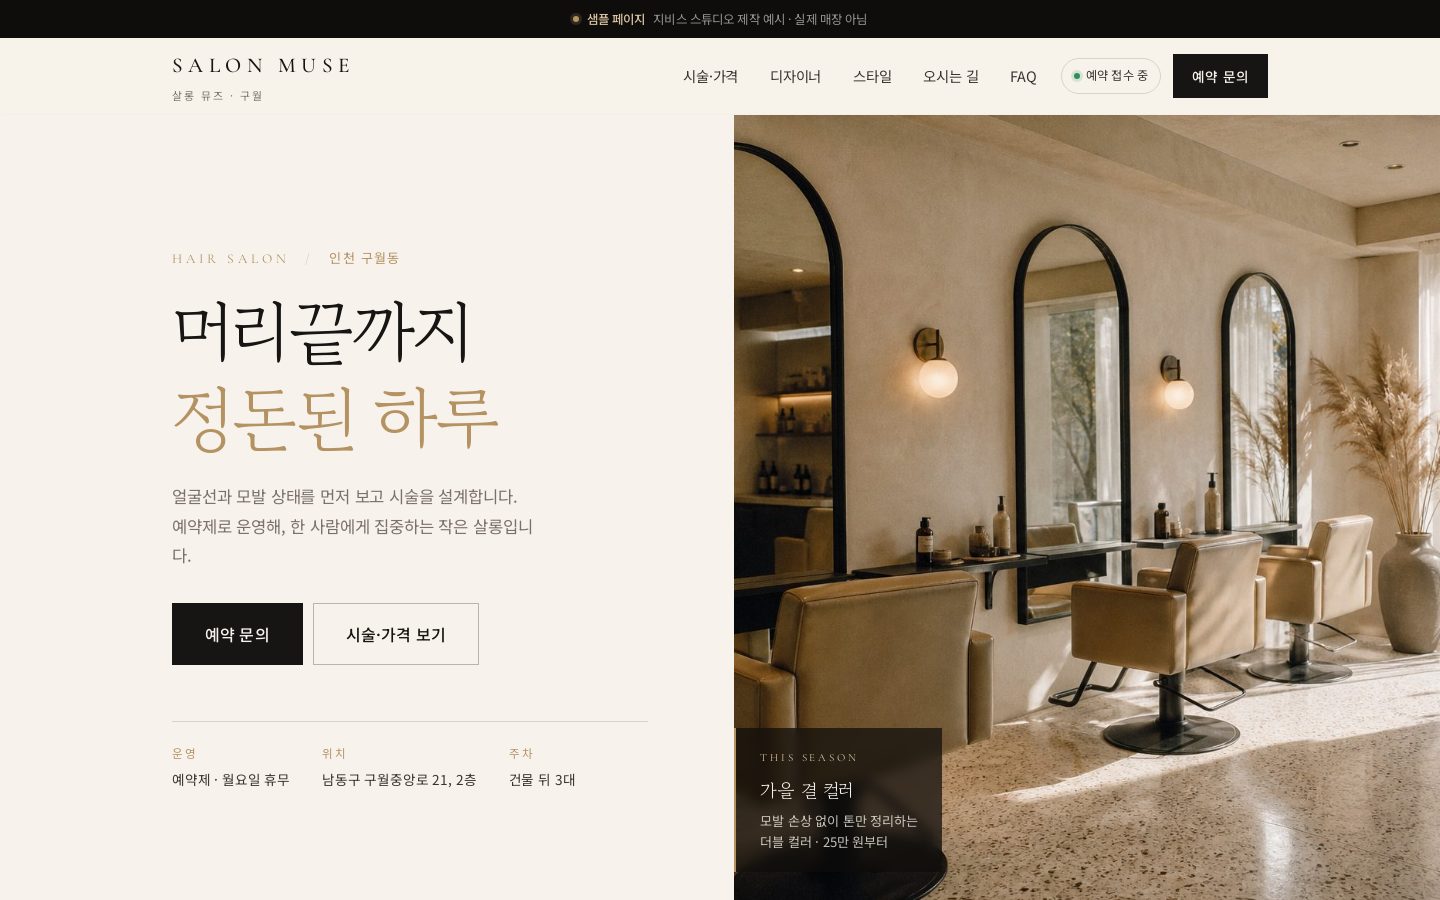 샘플 페이지 지비스 스튜디오 제작 예시 · 실제 매장 아님
SALON MUSE
살롱 뮤즈 · 구월
시술·가격 디자이너 스타일 오시는 길 FAQ 예약 접수 중 예약 문의
HAIR SALON / 인천 구월동
머리끝까지
정돈된 하루
얼굴선과 모발 상태를 먼저 보고 시술을 설계합니다.
예약제로 운영해, 한 사람에게 집중하는 작은 살롱입니
다.
예약 문의 시술·가격 보기
운영 위치 주차
예약제 · 월요일 휴무 남동구 구월중앙로 21, 2층 건물 뒤 3대
THIS SEASON
가을 결 컬러
모발 손상 없이 톤만 정리하는
더블 컬러 · 25만 원부터